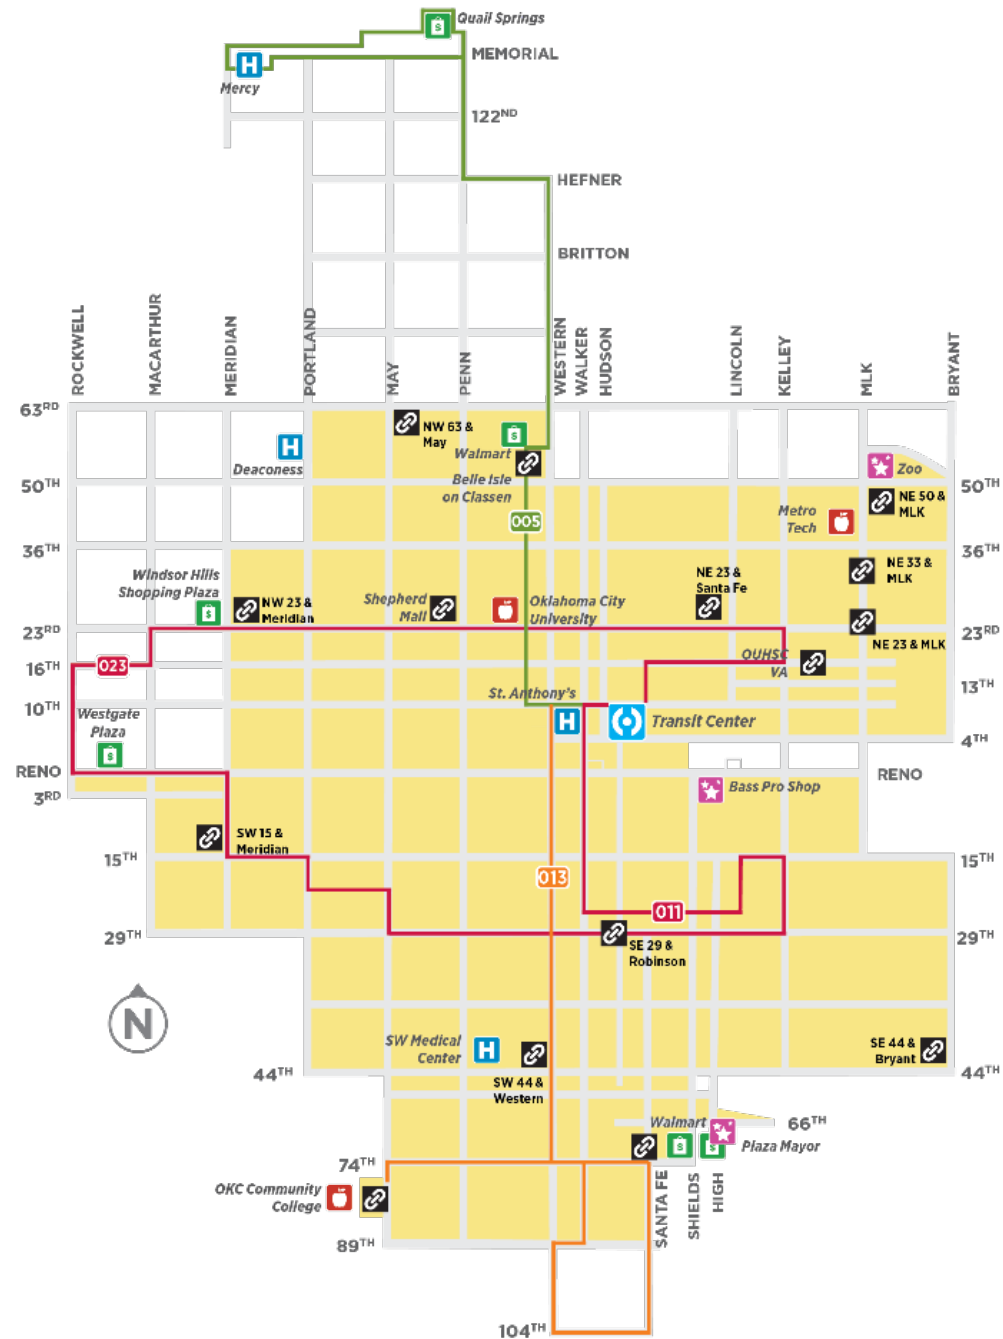 Quail Springs
MEMORIAL
H
Mercy
122ND
HEFNER
BRITTON
ROCKWELL
MACARTHUR
MERIDIAN
PORTLAND
MAY
PENN
WESTERN
WALKER
HUDSON
LINCOLN
KELLEY
MLK
BRYANT
63RD
NW 63 &
May
S
Walmart
H
Deaconess
Belle Isle
on Classen
Zoo
50TH
50TH
NE 50 &
MLK
005
Metro
Tech
36TH
36TH
NE 33 &
MLK
Windsor Hills
Shopping Plaza
S
NW 23 &
Meridian
Shepherd
Mall
Oklahoma City
University
NE 23 &
Santa Fe
23RD
23RD
NE 23 & MLK
023
16TH
OUHSC
VA
13TH
St. Anthony's
10TH
H
Transit Center
Westgate
Plaza
S
4TH
RENO
RENO
Bass Pro Shop
3RD
SW 15 &
Meridian
15TH
15TH
013
011
29TH
29TH
SE 29 &
Robinson
N
SW Medical
Center
H
SE 44 &
Bryant
44TH
44TH
SW 44 &
Western
Walmart
66TH
S
S
Plaza Mayor
74TH
OKC Community
College
SANTA FE
SHIELDS
HIGH
89TH
104TH